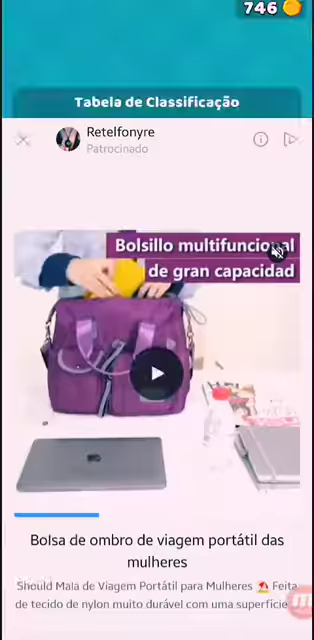 746
Tabela de Classificação
Retelfonyre
Patrocinado
Bolsillo multifuncional
de gran capacidad
Bolsa de ombro de viagem portátil das
mulheres
Should Mala de Viagem Portátil para Mulheres ⛱ Feita
de tecido de nylon muito durável com uma superfície